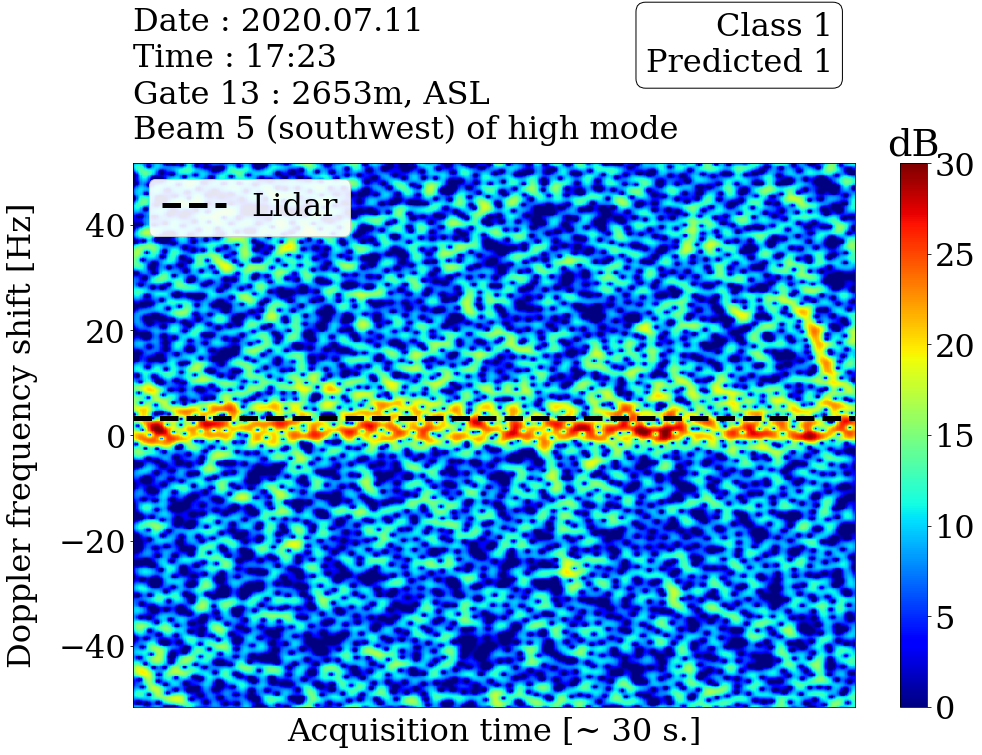 Date : 2020.07.11
Time : 17:23
Gate 13 : 2653m, ASL
Beam 5 (southwest) of high mode
Class 1
Predicted 1
dB
Lidar
Doppler frequency shift [Hz]
40
20
0
−20
−40
30
25
20
15
10
5
0
Acquisition time [~ 30 s.]